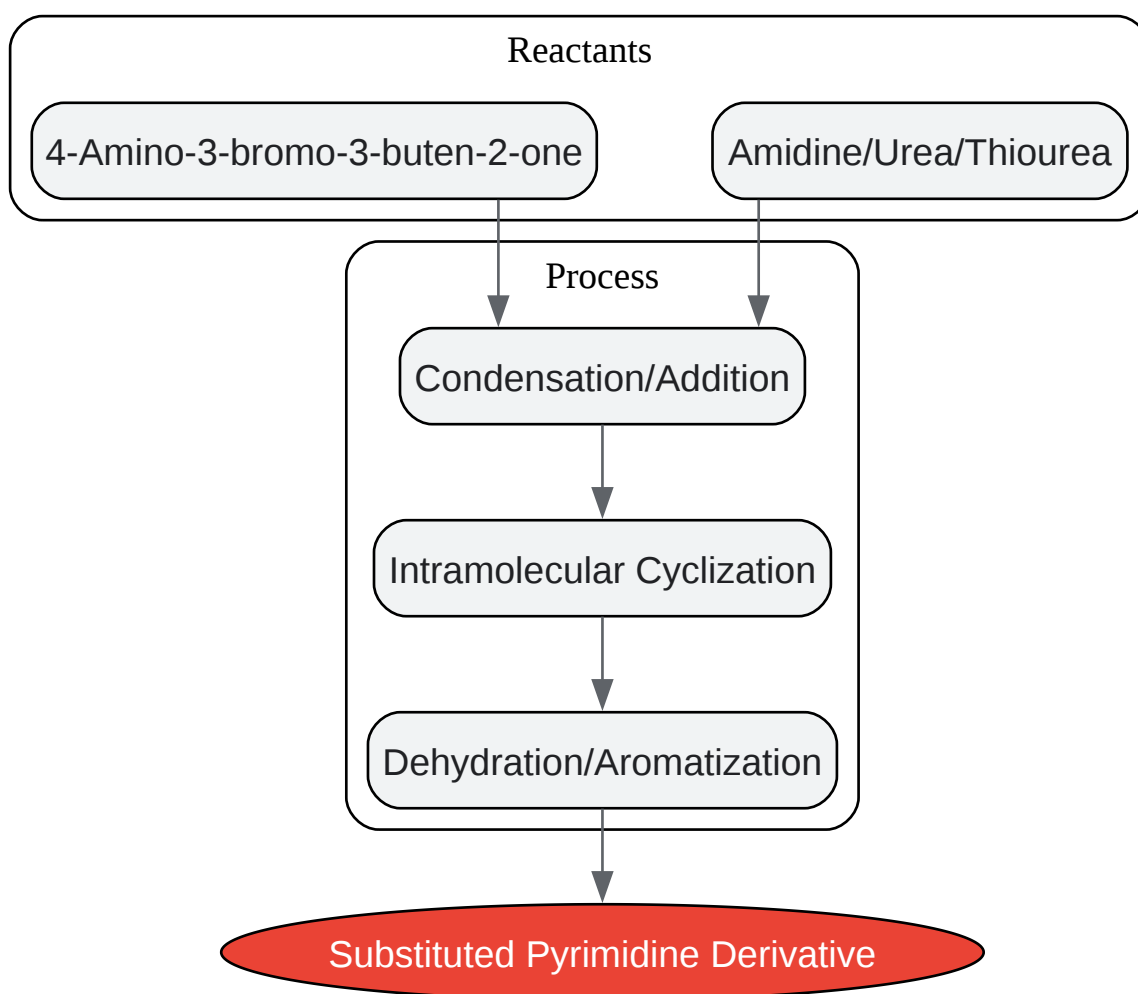 Reactants
4-Amino-3-bromo-3-buten-2-one
Amidine/Urea/Thiourea
Process
Condensation/Addition
Intramolecular Cyclization
Dehydration/Aromatization
Substituted Pyrimidine Derivative